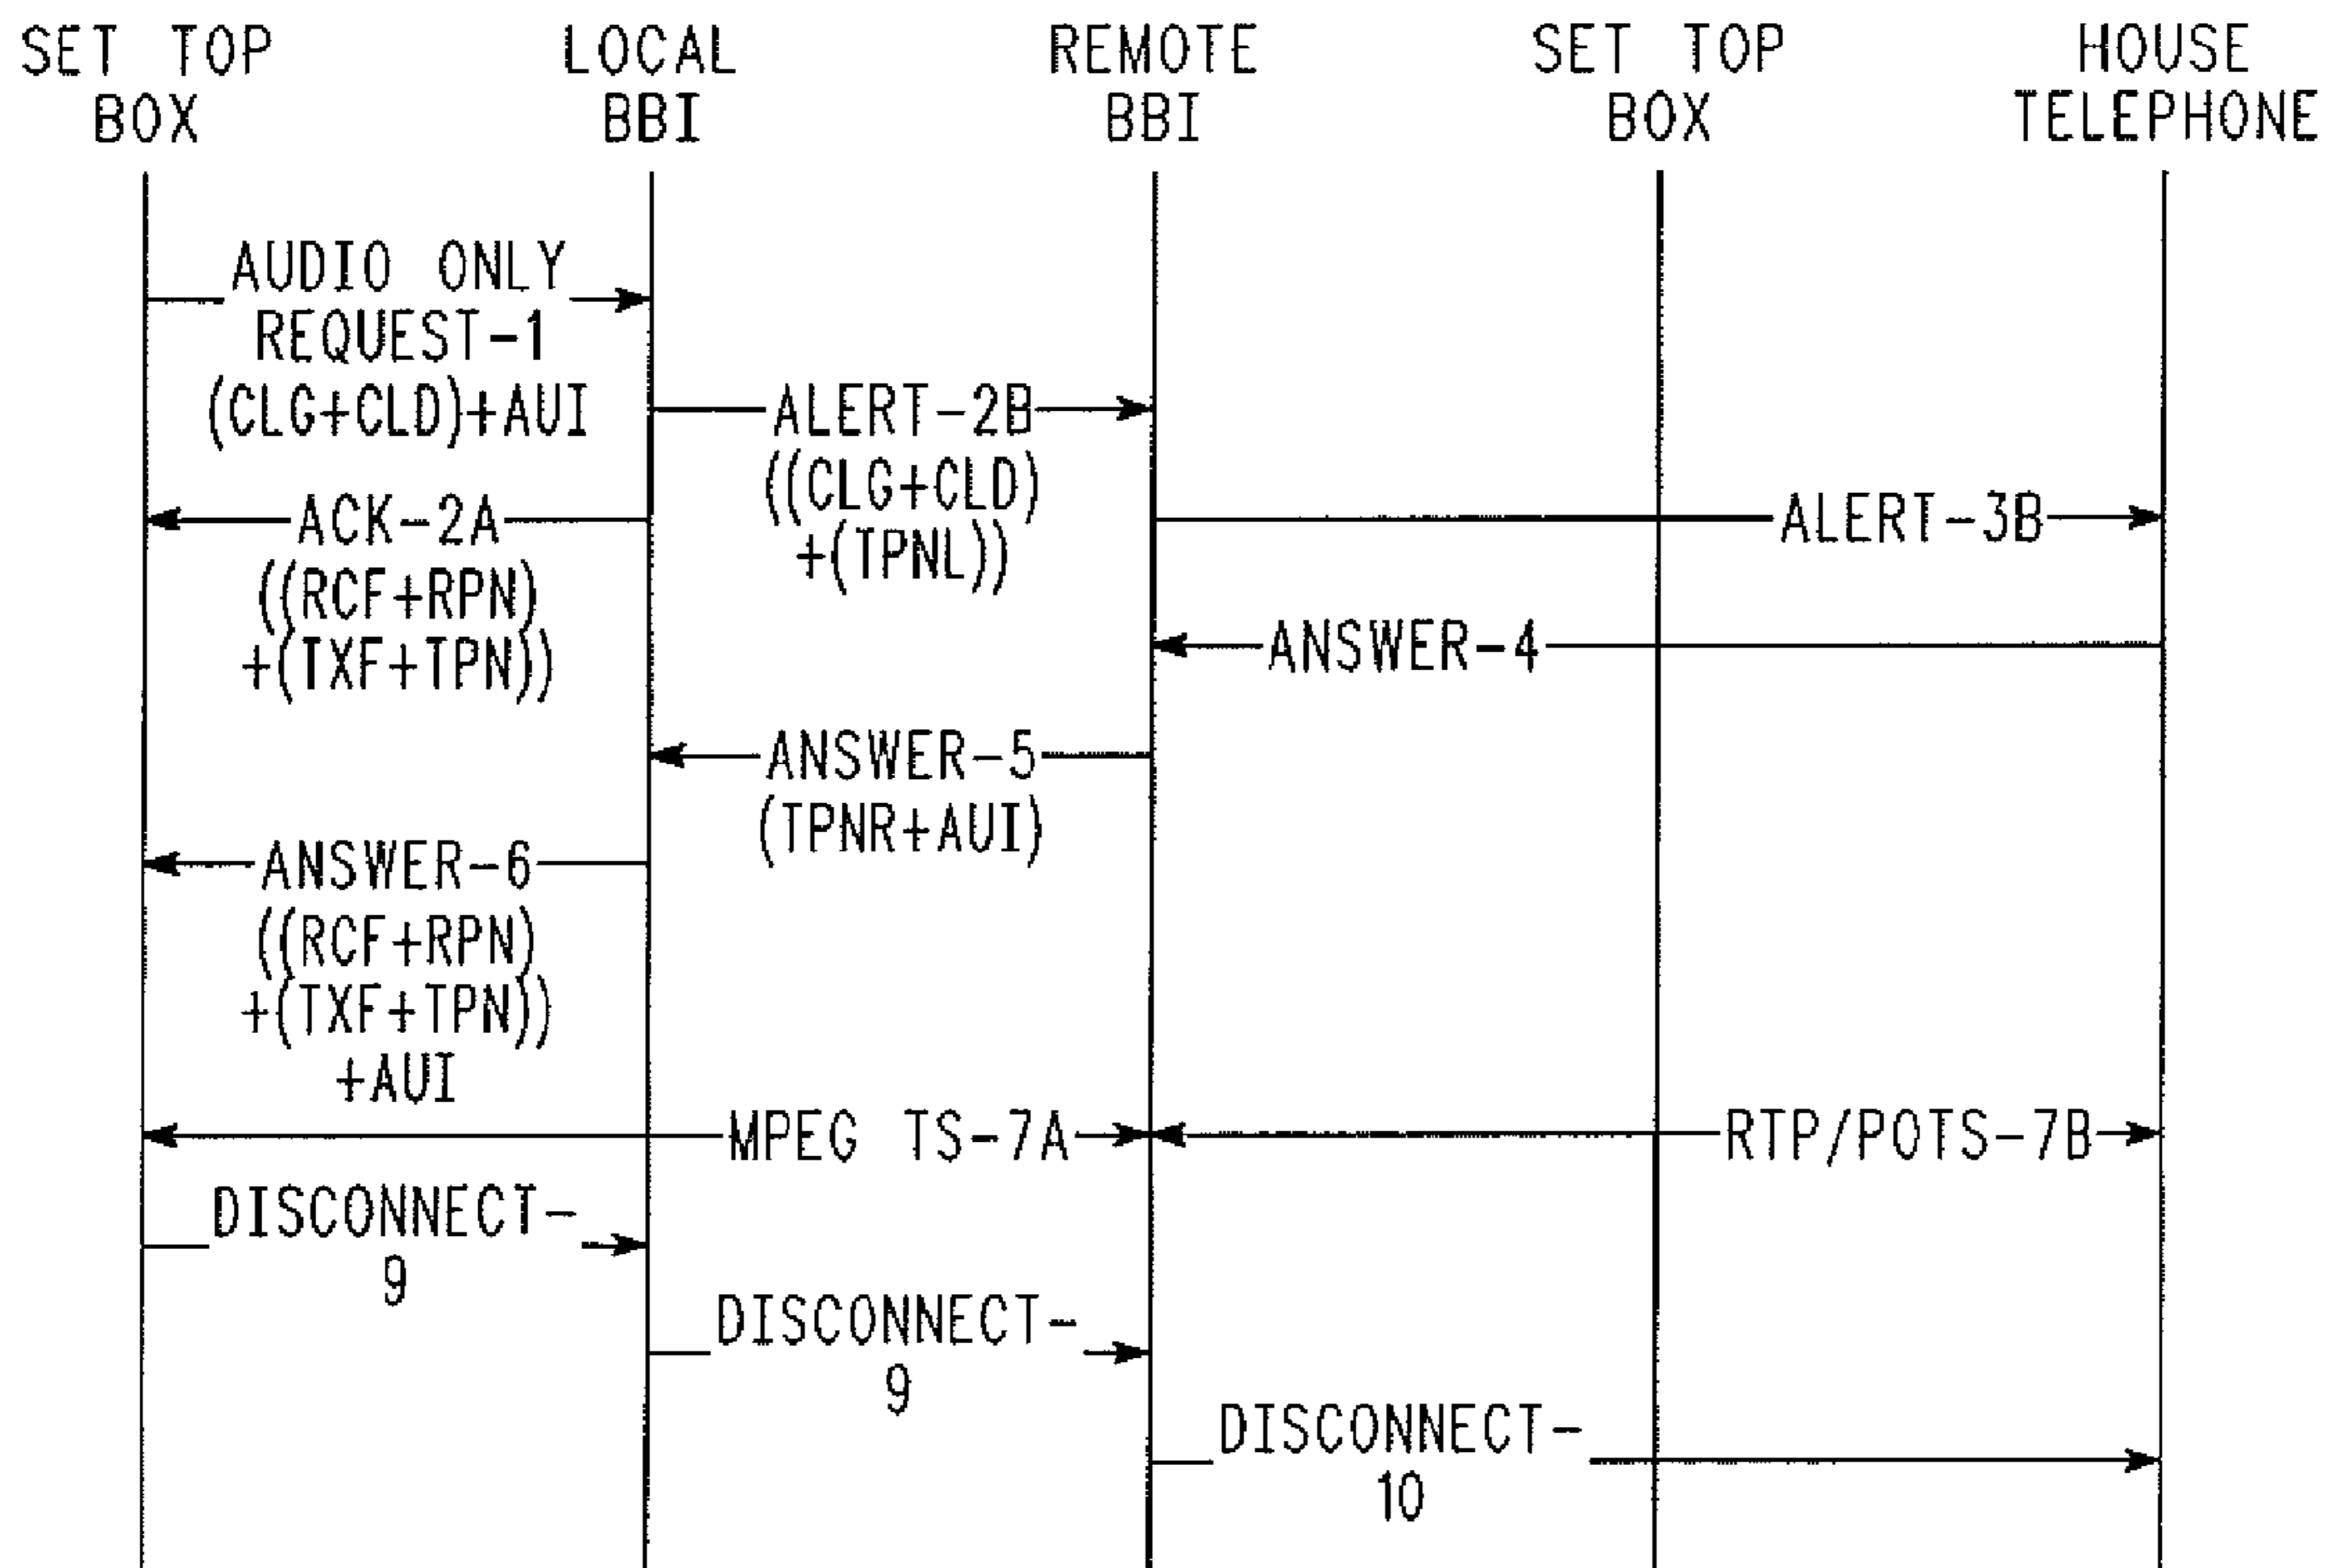 SET TOP
BOX
LOCAL
BBI
REMOTE
BBI
SET TOP
BOX
HOUSE
TELEPHONE
AUDIO ONLY
REQUEST-1
(CLG+CLD)+AUI
ALERT-2B
((CLG+CLD)
+(TPNL))
ACK-2A
((RCF+RPN)
+(TXF+TPN))
ALERT-3B
ANSWER-4
ANSWER-5
(TPNR+AUI)
ANSWER-6
((RCF+RPN)
+(TXF+TPN))
+AUI
MPEG TS-7A
RTP/POTS-7B
DISCONNECT-
9
DISCONNECT-
9
DISCONNECT-
10